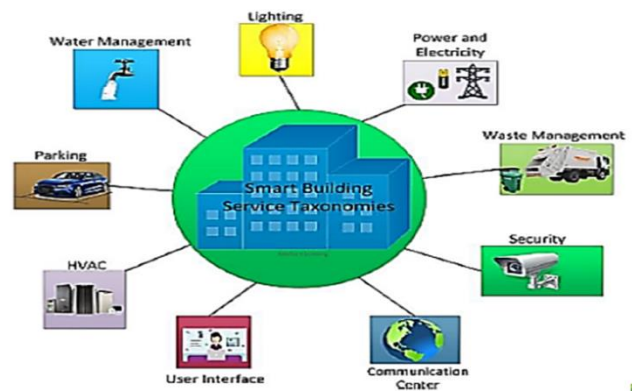 Lighting
Water Management
Power and
Electricity
Waste Management
Parking
Smart Building
Service Taxonomies
Security
HVAC
User Interface
Communication
Center